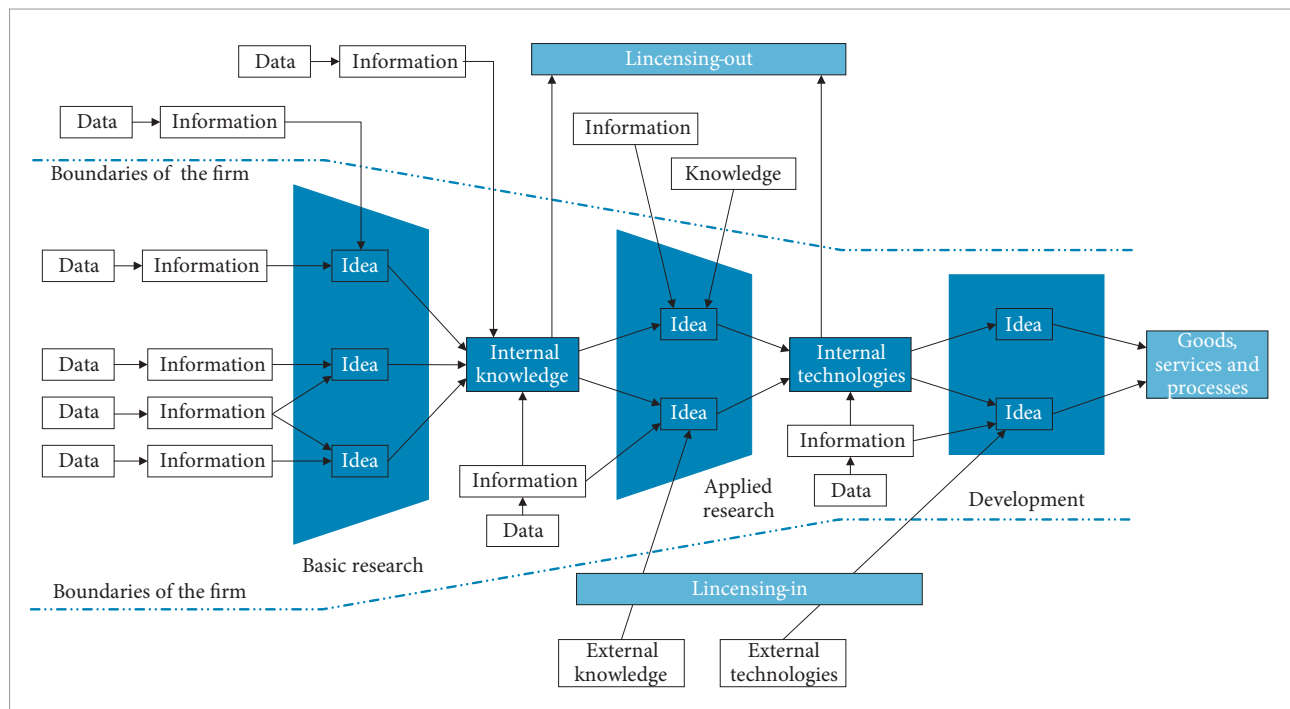 Data
Information
Lincensing-out
Data
Information
Information
Boundaries of the firm
Knowledge
Data
Information
Idea
Idea
Idea
Data
Information
Idea
Internal
knowledge
Internal
technologies
Goods,
services and
processes
Data
Information
Idea
Idea
Information
Data
Information
Idea
Information
Data
Applied
research
Data
Development
Basic research
Boundaries of the firm
Lincensing-in
External
knowledge
External
technologies